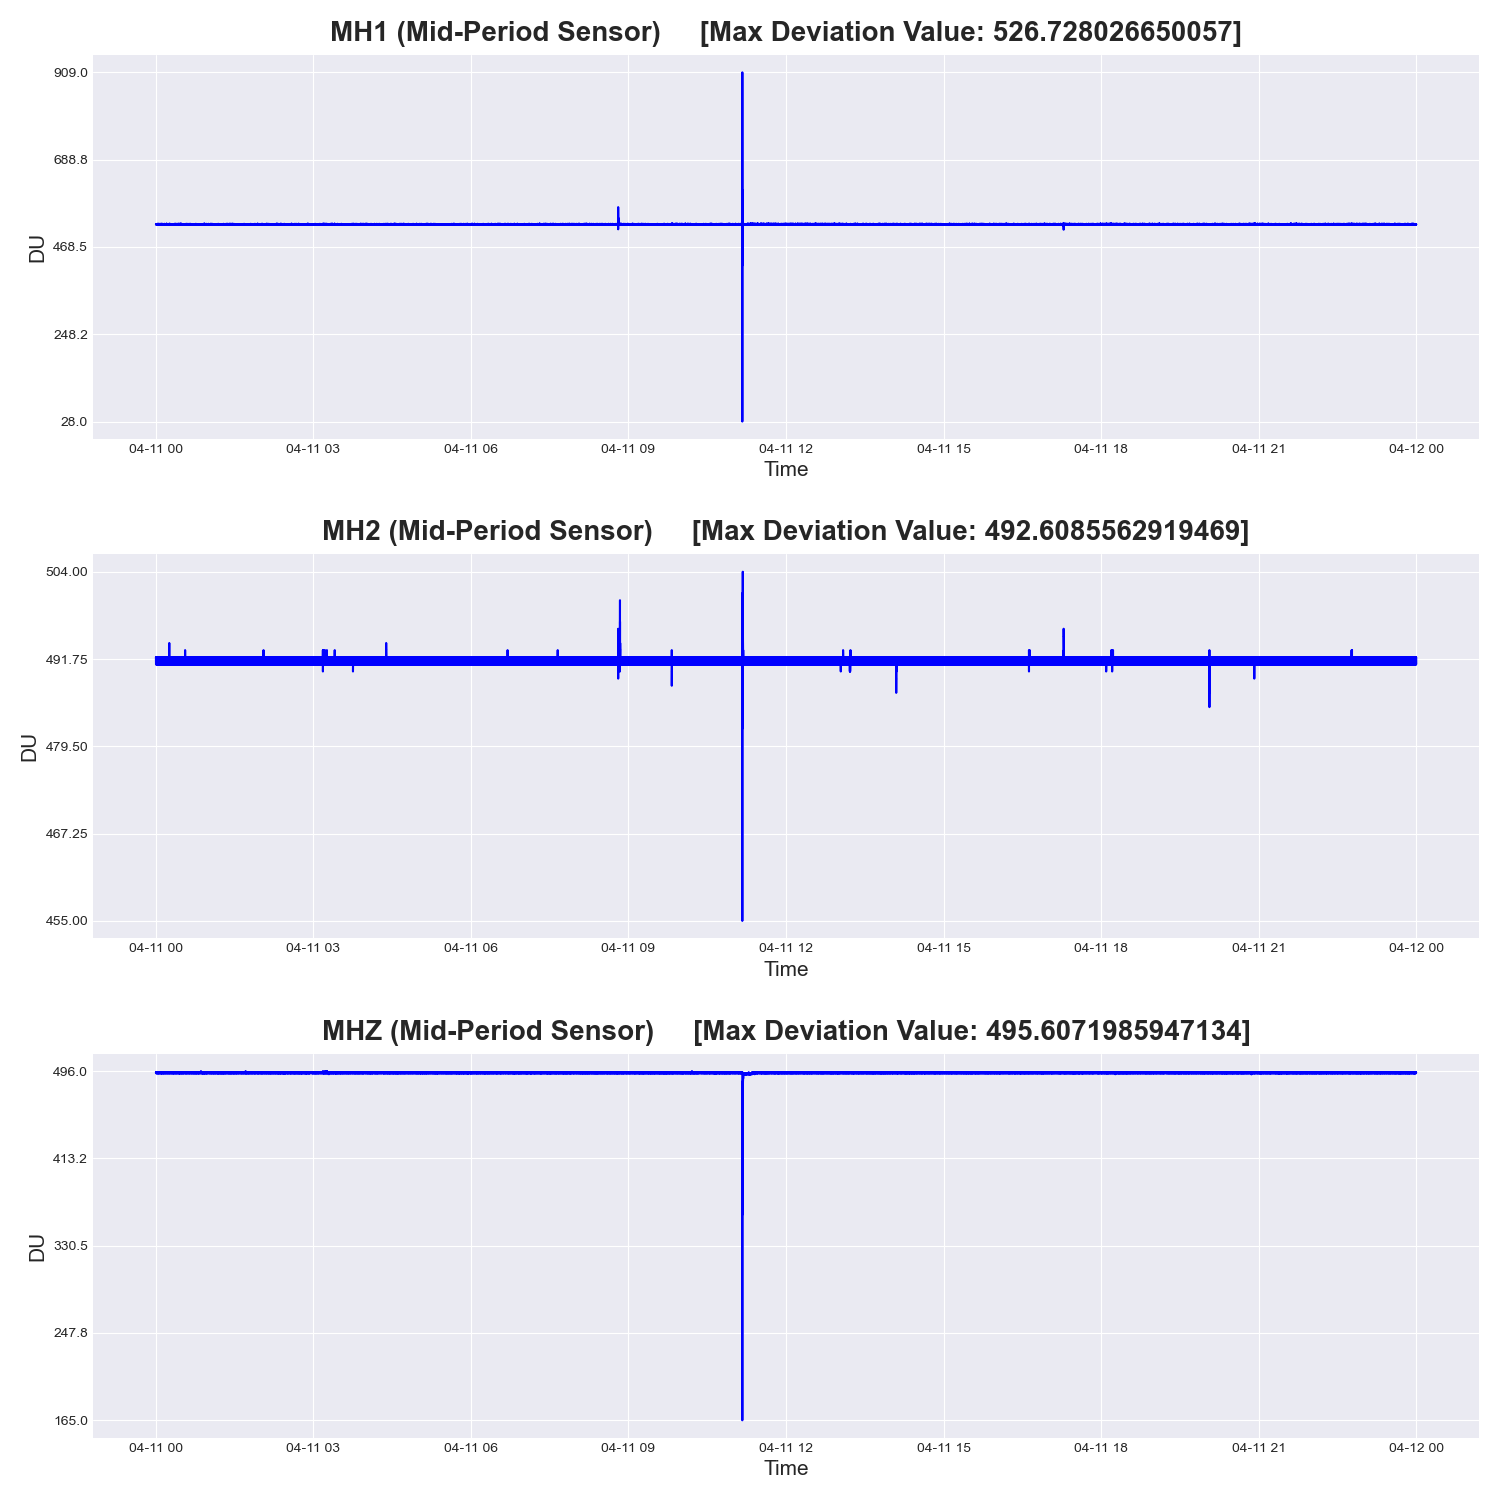 MH1 (Mid-Period Sensor) [Max Deviation Value: 526.728026650057]
909.0
688.8
468.5
248.2
28.0
DU
04-11 00 04-11 03 04-11 06 04-11 09 04-11 12 04-11 15 04-11 18 04-11 21 04-12 00
Time
MH2 (Mid-Period Sensor) [Max Deviation Value: 492.6085562919469]
504.00
491.75
479.50
467.25
455.00
DU
04-11 00 04-11 03 04-11 06 04-11 09 04-11 12 04-11 15 04-11 18 04-11 21 04-12 00
Time
MHZ (Mid-Period Sensor) [Max Deviation Value: 495.6071985947134]
496.0
413.2
330.5
247.8
165.0
DU
04-11 00 04-11 03 04-11 06 04-11 09 04-11 12 04-11 15 04-11 18 04-11 21 04-12 00
Time